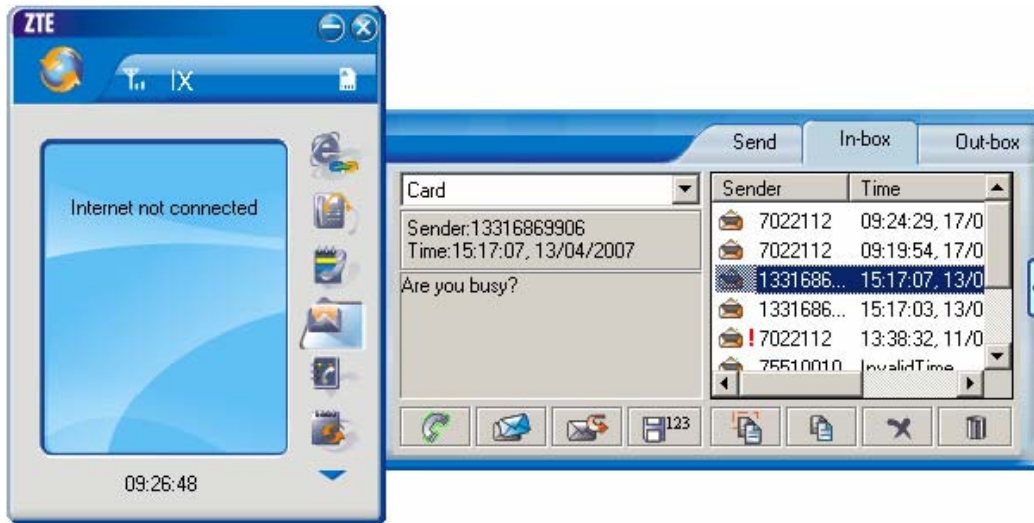 ZTE
1X
Internet not connected
09:26:48
Send In-box Out-box
Card
Sender:13316869906
Time:15:17:07, 13/04/2007
Are you busy?
Sender Time
7022112 09:24:29, 17/0
7022112 09:19:54, 17/0
1331686... 15:17:07, 13/0
1331686... 15:17:03, 13/0
! 7022112 13:38:32, 11/0
75510010 InvalidTime
123